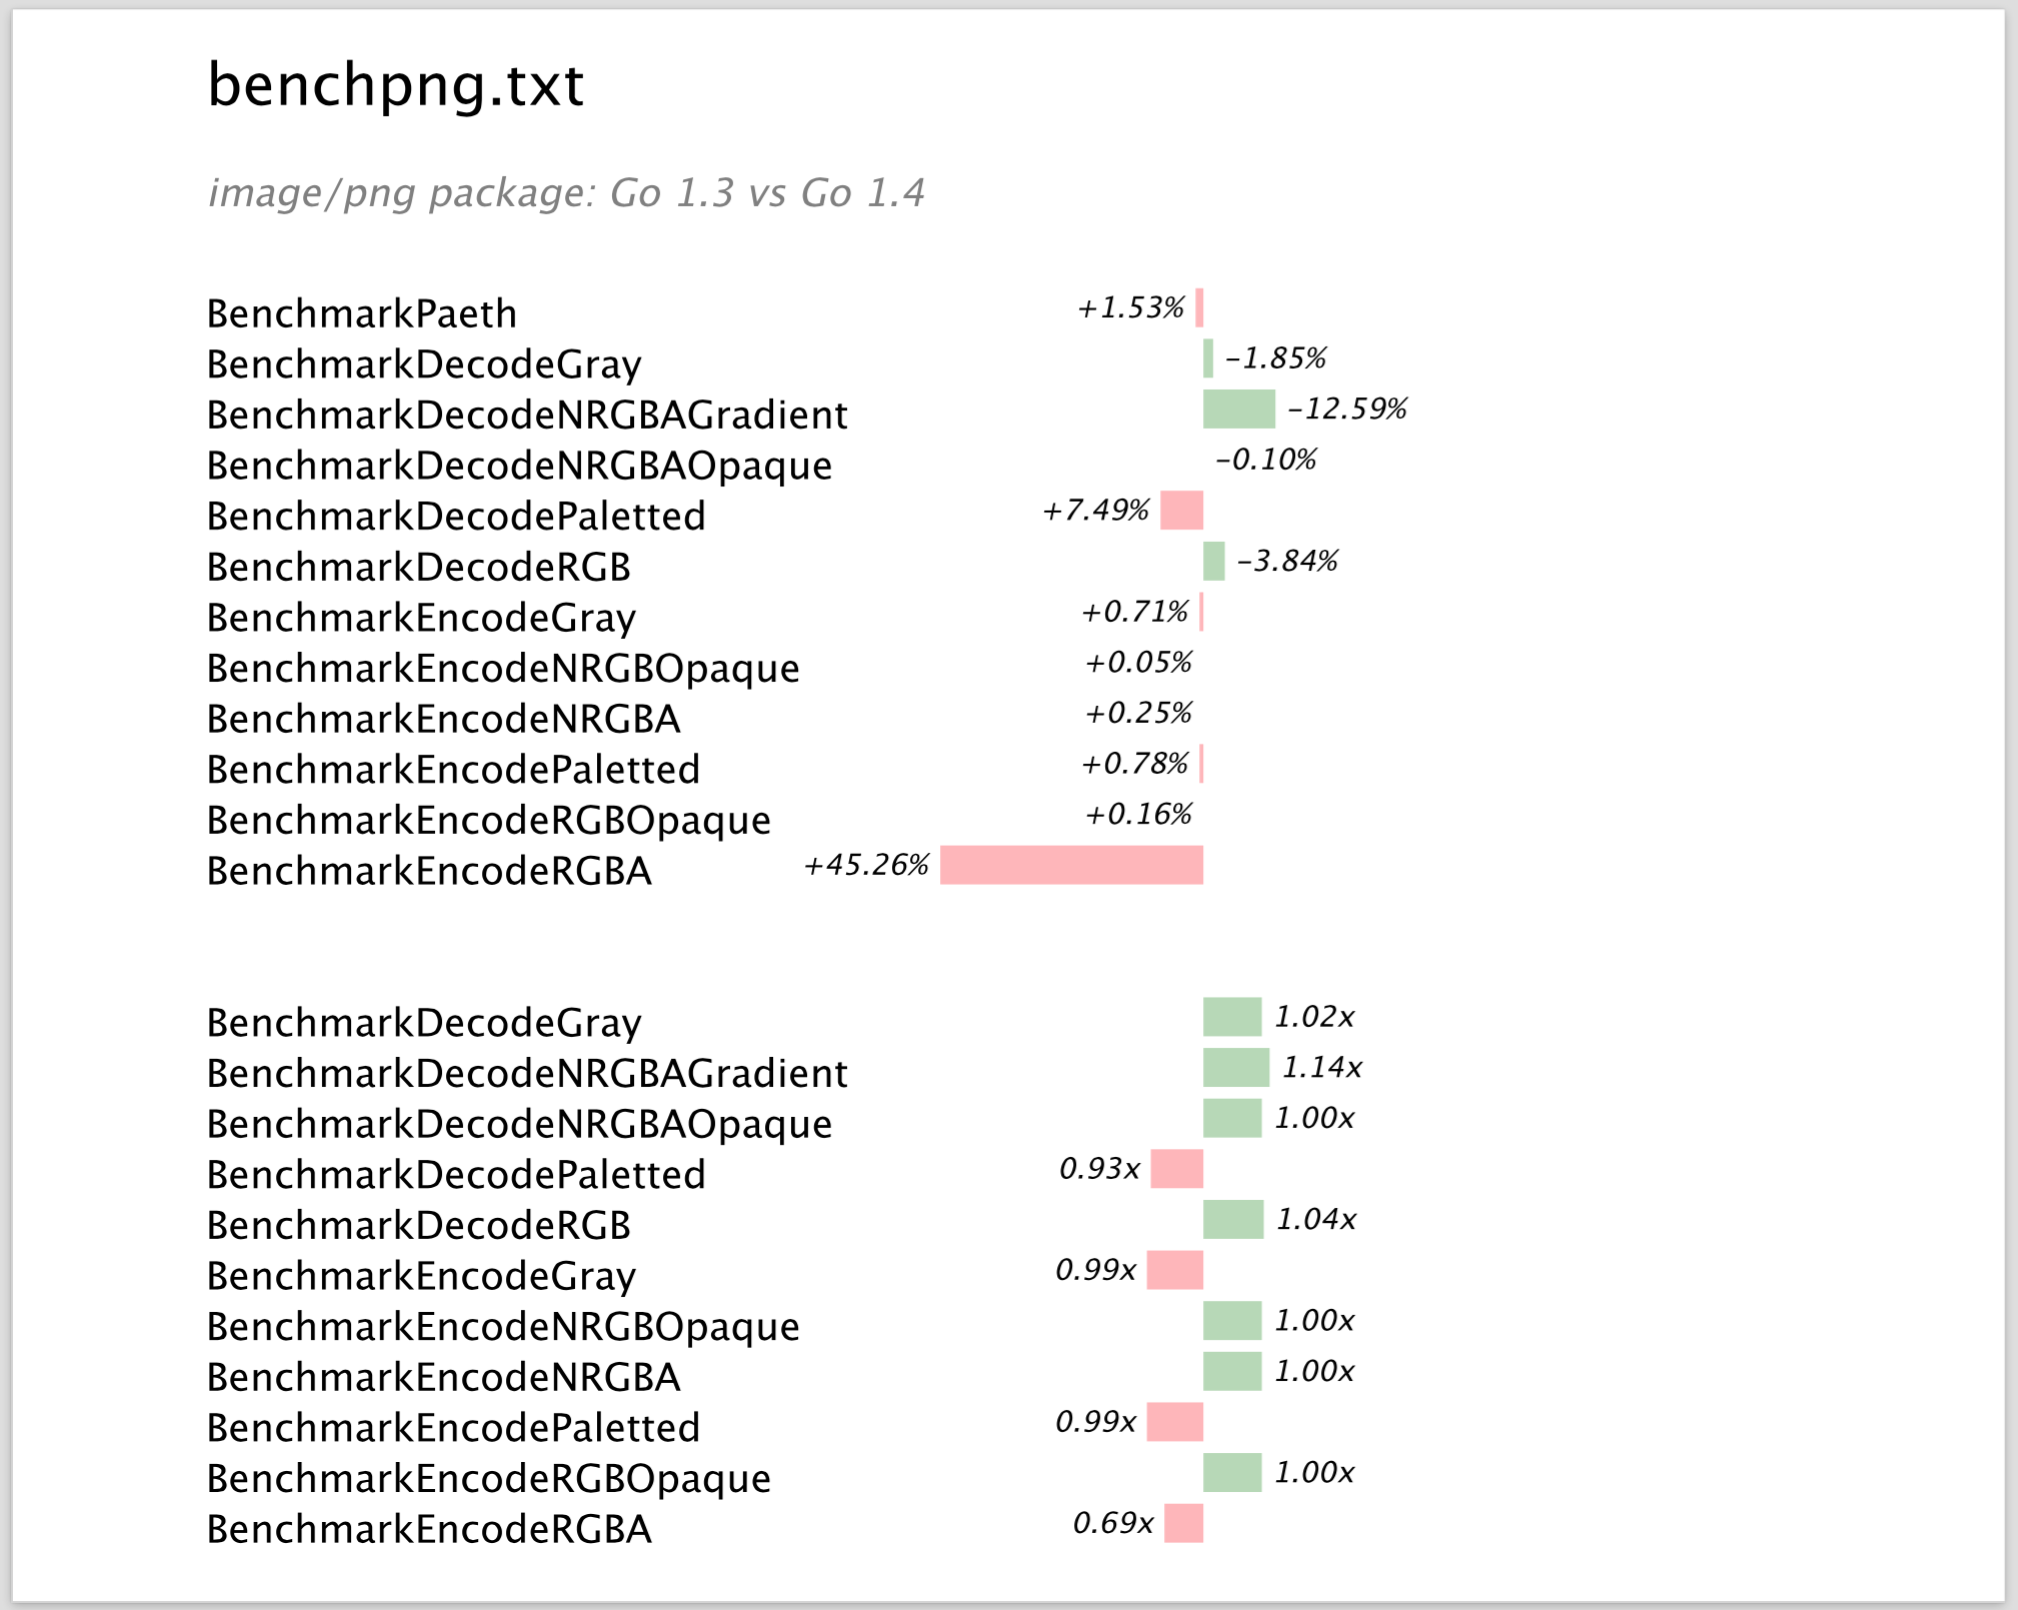 benchpng.txt
image/png package: Go 1.3 vs Go 1.4
BenchmarkPaeth +1.53%
BenchmarkDecodeGray –1.85%
BenchmarkDecodeNRGBAGradient –12.59%
BenchmarkDecodeNRGBAOpaque –0.10%
BenchmarkDecodePaletted +7.49%
BenchmarkDecodeRGB –3.84%
BenchmarkEncodeGray +0.71%
BenchmarkEncodeNRGBOpaque +0.05%
BenchmarkEncodeNRGBA +0.25%
BenchmarkEncodePaletted +0.78%
BenchmarkEncodeRGBOpaque +0.16%
BenchmarkEncodeRGBA +45.26%
BenchmarkDecodeGray 1.02x
BenchmarkDecodeNRGBAGradient 1.14x
BenchmarkDecodeNRGBAOpaque 1.00x
BenchmarkDecodePaletted 0.93x
BenchmarkDecodeRGB 1.04x
BenchmarkEncodeGray 0.99x
BenchmarkEncodeNRGBOpaque 1.00x
BenchmarkEncodeNRGBA 1.00x
BenchmarkEncodePaletted 0.99x
BenchmarkEncodeRGBOpaque 1.00x
BenchmarkEncodeRGBA 0.69x